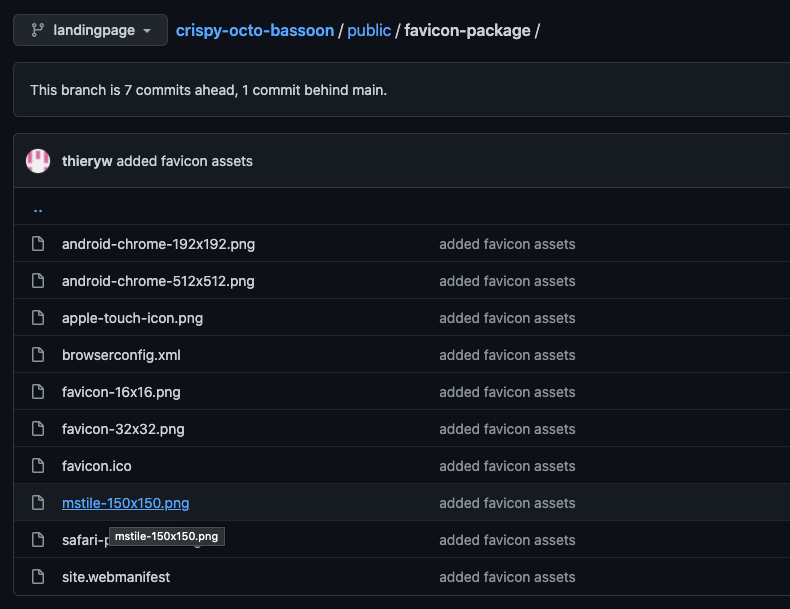 landingpage crispy-octo-bassoon / public / favicon-package /
This branch is 7 commits ahead, 1 commit behind main.
thieryw added favicon assets
..
android-chrome-192x192.png added favicon assets
android-chrome-512x512.png added favicon assets
apple-touch-icon.png added favicon assets
browserconfig.xml added favicon assets
favicon-16x16.png added favicon assets
favicon-32x32.png added favicon assets
favicon.ico added favicon assets
mstile-150x150.png added favicon assets
mstile-150x150.png
safari- added favicon assets
site.webmanifest added favicon assets